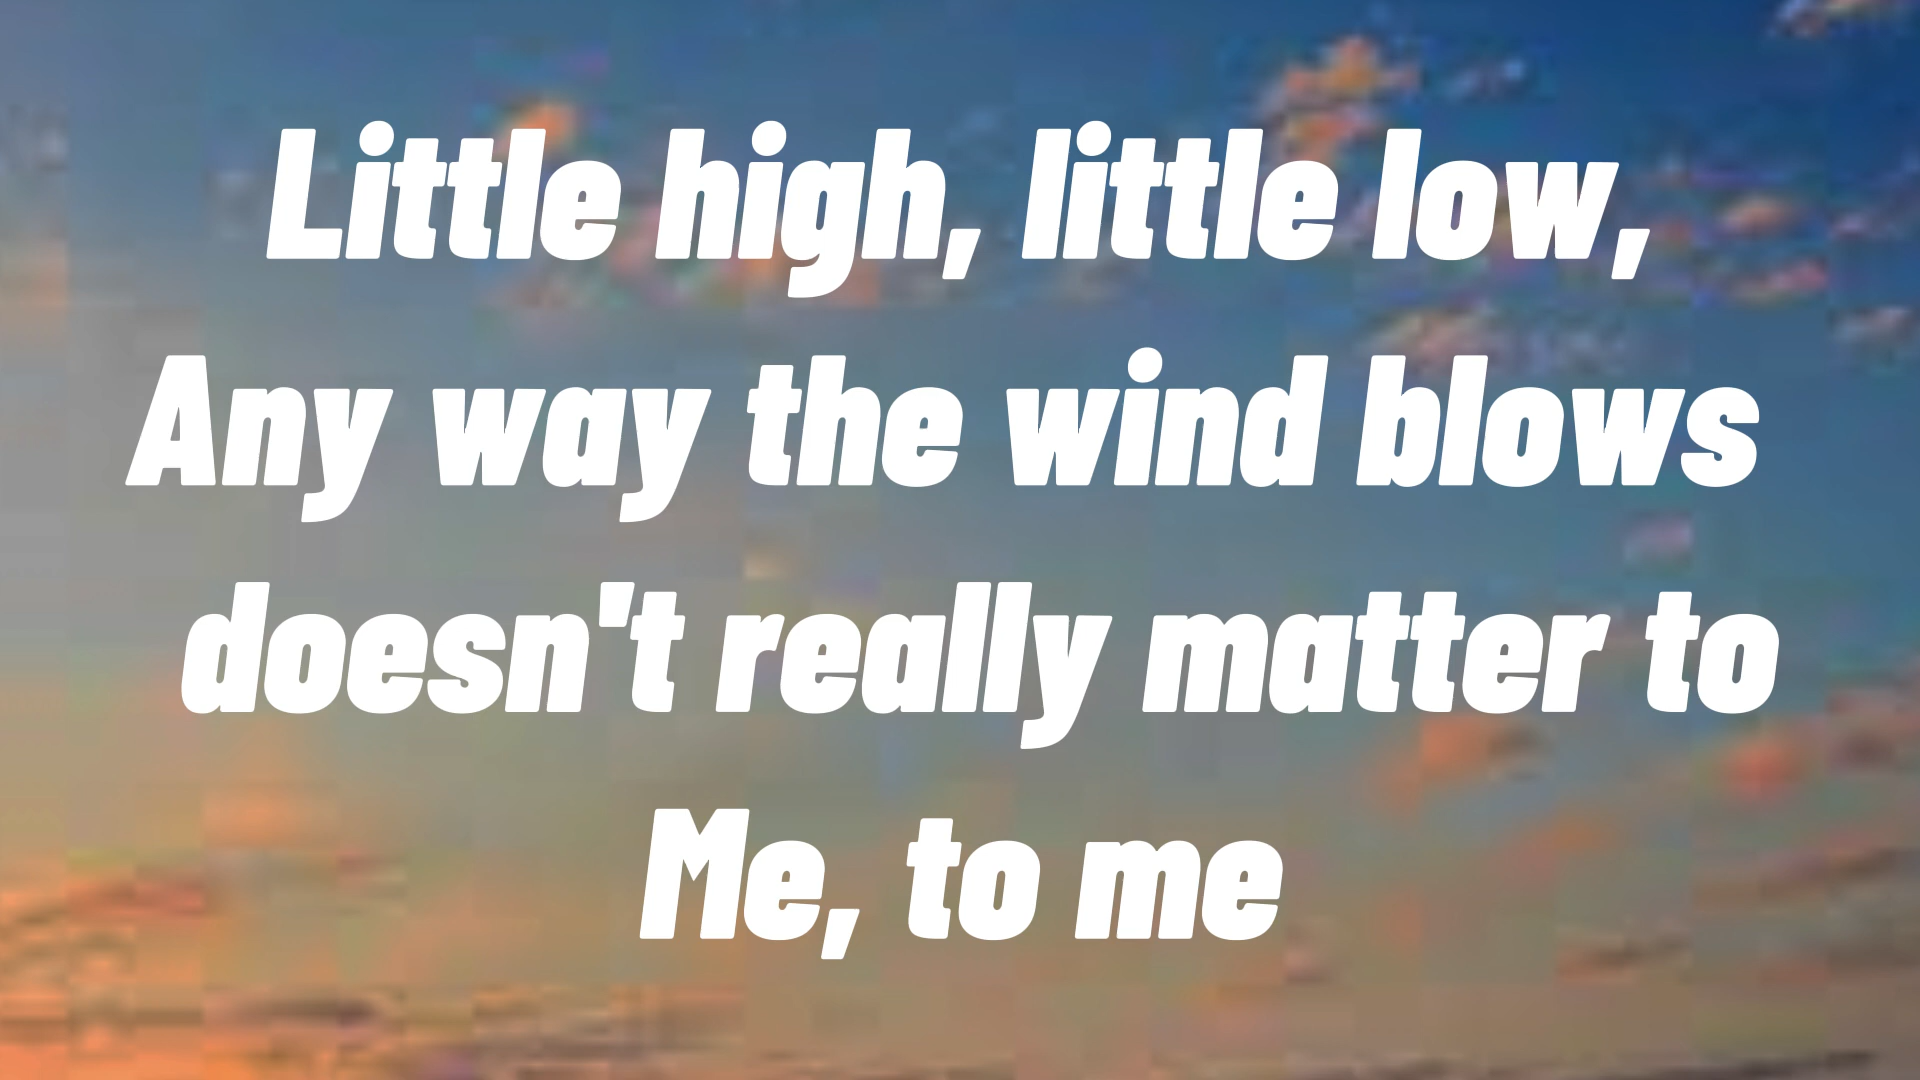 Little high, little low,
Any way the wind blows
doesn't really matter to
Me, to me